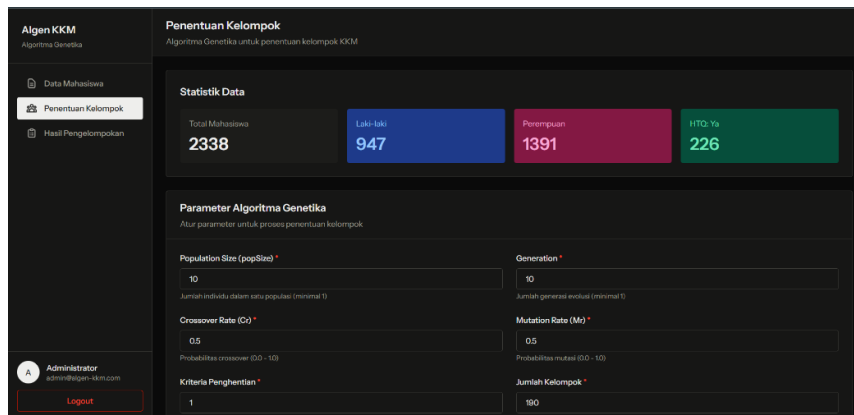 Algen KKM
Algoritma Genetika
Data Mahasiswa
Penentuan Kelompok
Hasil Pengelompokan
A
Administrator
admin@algen-kkm.com
Logout
Penentuan Kelompok
Algoritma Genetika untuk penentuan kelompok KKM
Statistik Data
Total Mahasiswa
2338
Laki-laki
947
Perempuan
1391
HTQ: Ya
226
Parameter Algoritma Genetika
Atur parameter untuk proses penentuan kelompok
Population Size (popSize) *
10
Jumlah individu dalam satu populasi (minimal 1)
Generation *
10
Jumlah generasi evolusi (minimal 1)
Crossover Rate (Cr) *
0.5
Probabilitas crossover (0.0 - 1.0)
Mutation Rate (Mr) *
0.5
Probabilitas mutasi (0.0 - 1.0)
Kriteria Penghentian *
1
Jumlah Kelompok *
190